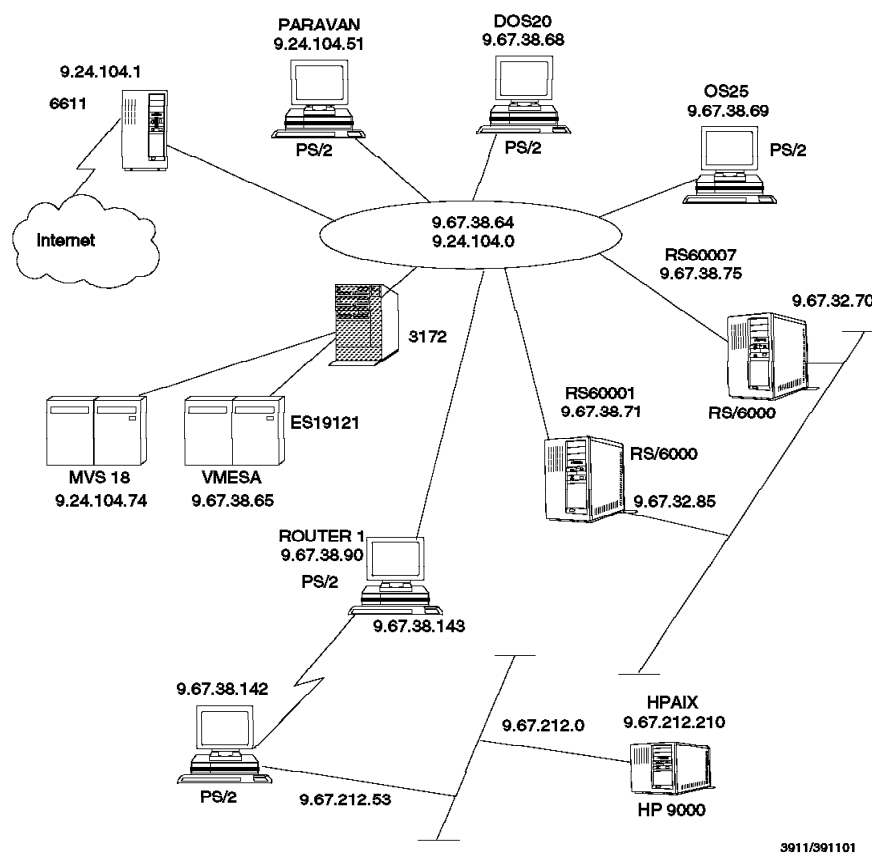 PARAVAN
9.24.104.51
DOS20
9.67.38.68
9.24.104.1
6611
OS25
9.67.38.69
PS/2
PS/2
PS/2
Internet
9.67.38.64
9.24.104.0
RS60007
9.67.38.75
9.67.32.70
3172
RS60001
9.67.38.71
RS/6000
ES19121
RS/6000
MVS 18
9.24.104.74
VMESA
9.67.38.65
9.67.32.85
ROUTER 1
9.67.38.90
PS/2
9.67.38.143
9.67.38.142
HPAIX
9.67.212.210
9.67.212.0
PS/2
9.67.212.53
HP 9000
3911/391101